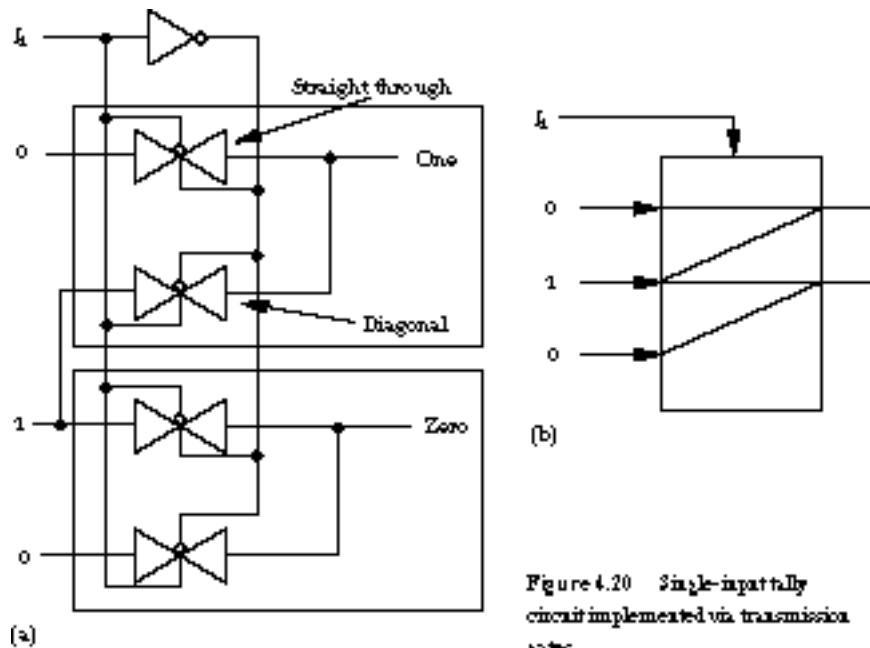 I₁
Straight through
0
One
Diagonal
1
Zero
0
(a)
I₁
0
1
0
(b)
Figure 4.20 Single-input tally
circuit implemented via transmission